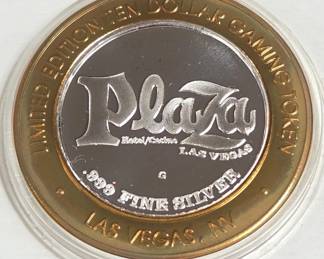 LIMITED EDITION TEN DOLLAR GAMING TOKEN
Plaza
Hotel/Casino
LAS VEGAS
G
.999 FINE SILVER
• LAS VEGAS, NV •